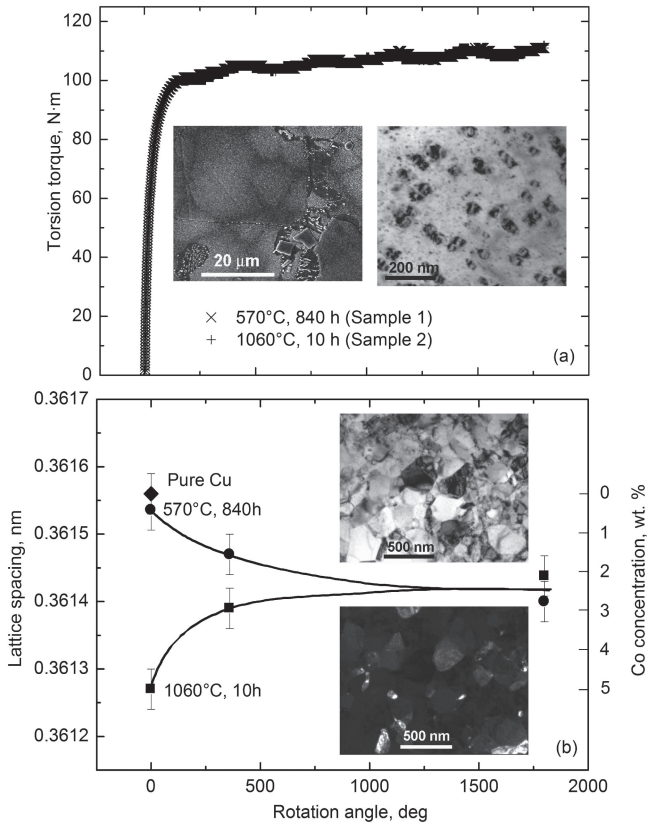 120
100
80
60
40
20
0
Torsion torque, N·m
20 μm
200 nm
570°C, 840 h (Sample 1)
1060°C, 10 h (Sample 2)
(a)
0.3617
0.3616
0.3615
0.3614
0.3613
0.3612
Lattice spacing, nm
Pure Cu
570°C, 840h
1060°C, 10h
500 nm
500 nm
(b)
0
1
2
3
4
5
Co concentration, wt. %
0 500 1000 1500 2000
Rotation angle, deg